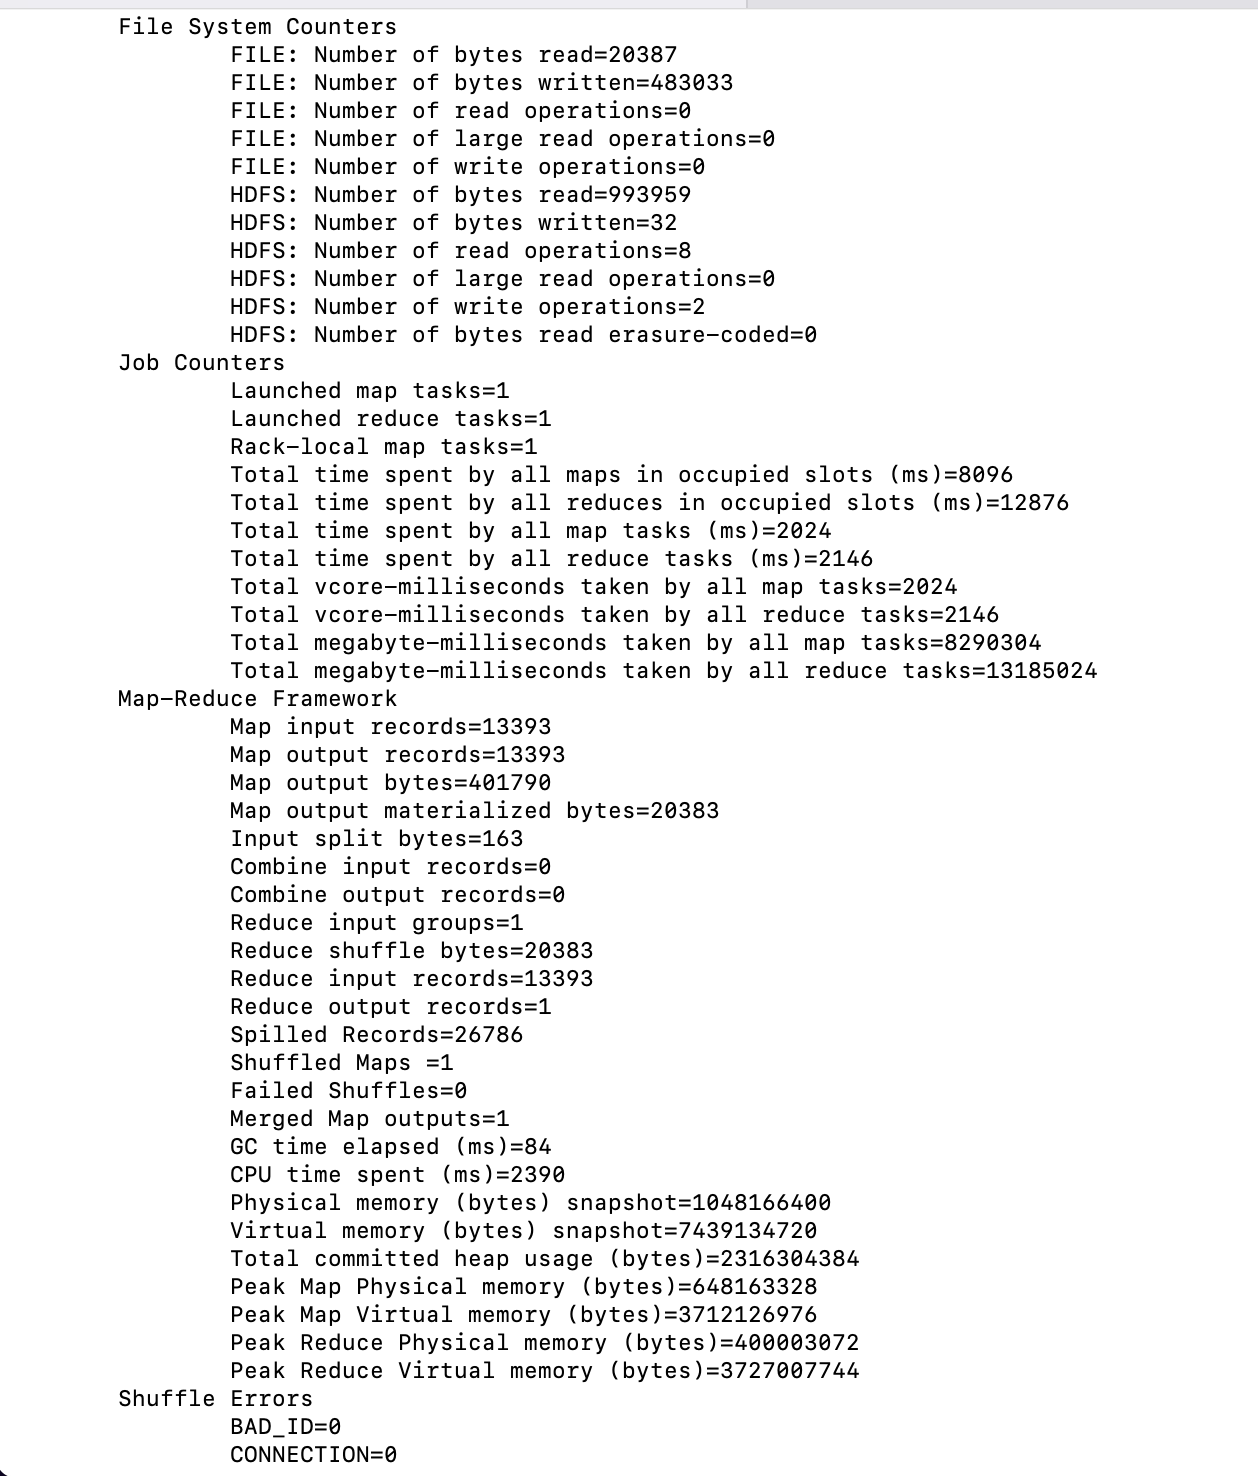 File System Counters
FILE: Number of bytes read=20387
FILE: Number of bytes written=483033
FILE: Number of read operations=0
FILE: Number of large read operations=0
FILE: Number of write operations=0
HDFS: Number of bytes read=993959
HDFS: Number of bytes written=32
HDFS: Number of read operations=8
HDFS: Number of large read operations=0
HDFS: Number of write operations=2
HDFS: Number of bytes read erasure-coded=0
Job Counters
Launched map tasks=1
Launched reduce tasks=1
Rack-local map tasks=1
Total time spent by all maps in occupied slots (ms)=8096
Total time spent by all reduces in occupied slots (ms)=12876
Total time spent by all map tasks (ms)=2024
Total time spent by all reduce tasks (ms)=2146
Total vcore-milliseconds taken by all map tasks=2024
Total vcore-milliseconds taken by all reduce tasks=2146
Total megabyte-milliseconds taken by all map tasks=8290304
Total megabyte-milliseconds taken by all reduce tasks=13185024
Map-Reduce Framework
Map input records=13393
Map output records=13393
Map output bytes=401790
Map output materialized bytes=20383
Input split bytes=163
Combine input records=0
Combine output records=0
Reduce input groups=1
Reduce shuffle bytes=20383
Reduce input records=13393
Reduce output records=1
Spilled Records=26786
Shuffled Maps =1
Failed Shuffles=0
Merged Map outputs=1
GC time elapsed (ms)=84
CPU time spent (ms)=2390
Physical memory (bytes) snapshot=1048166400
Virtual memory (bytes) snapshot=7439134720
Total committed heap usage (bytes)=2316304384
Peak Map Physical memory (bytes)=648163328
Peak Map Virtual memory (bytes)=3712126976
Peak Reduce Physical memory (bytes)=400003072
Peak Reduce Virtual memory (bytes)=3727007744
Shuffle Errors
BAD_ID=0
CONNECTION=0